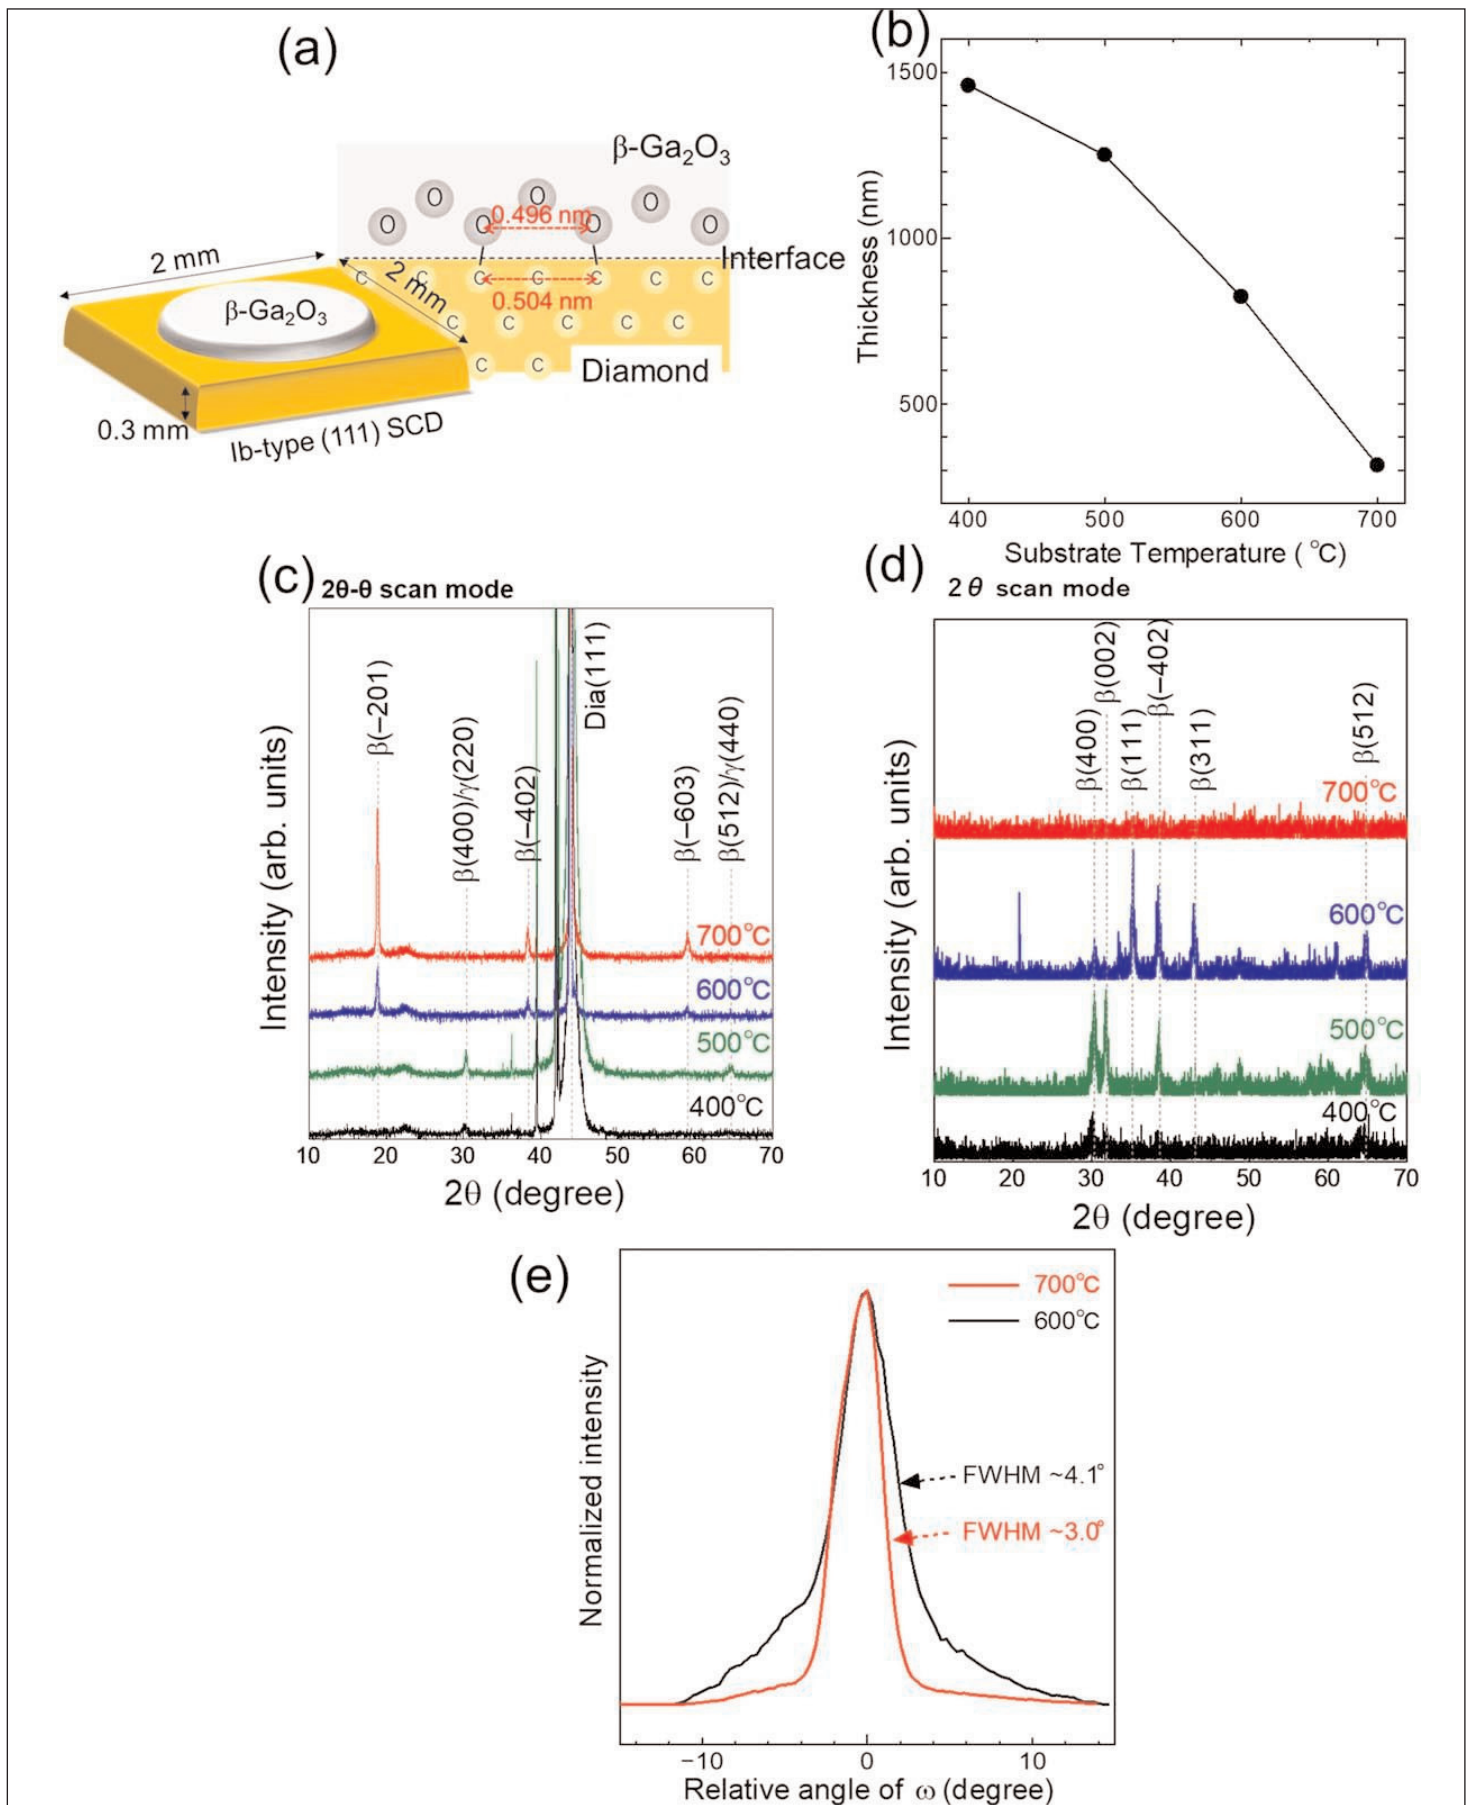 (a)
β-Ga₂O₃
O O O O O O O
0.496 nm
Interface
C C C C C C C
0.504 nm
C C C C C
C C
Diamond
2 mm
2 mm
β-Ga₂O₃
0.3 mm
Ib-type (111) SCD
(b)
Thickness (nm)
1500
1000
500
400 500 600 700
Substrate Temperature ( °C)
(c) 2θ-θ scan mode
Intensity (arb. units)
β(−201)
β(400)/γ(220)
β(−402)
Dia(111)
β(−603)
β(512)/γ(440)
700°C
600°C
500°C
400°C
10 20 30 40 50 60 70
2θ (degree)
(d) 2θ scan mode
Intensity (arb. units)
β(400)
β(002)
β(111)
β(−402)
β(311)
β(512)
700°C
600°C
500°C
400°C
10 20 30 40 50 60 70
2θ (degree)
(e)
Normalized intensity
700°C
600°C
FWHM ~4.1°
FWHM ~3.0°
−10 0 10
Relative angle of ω (degree)